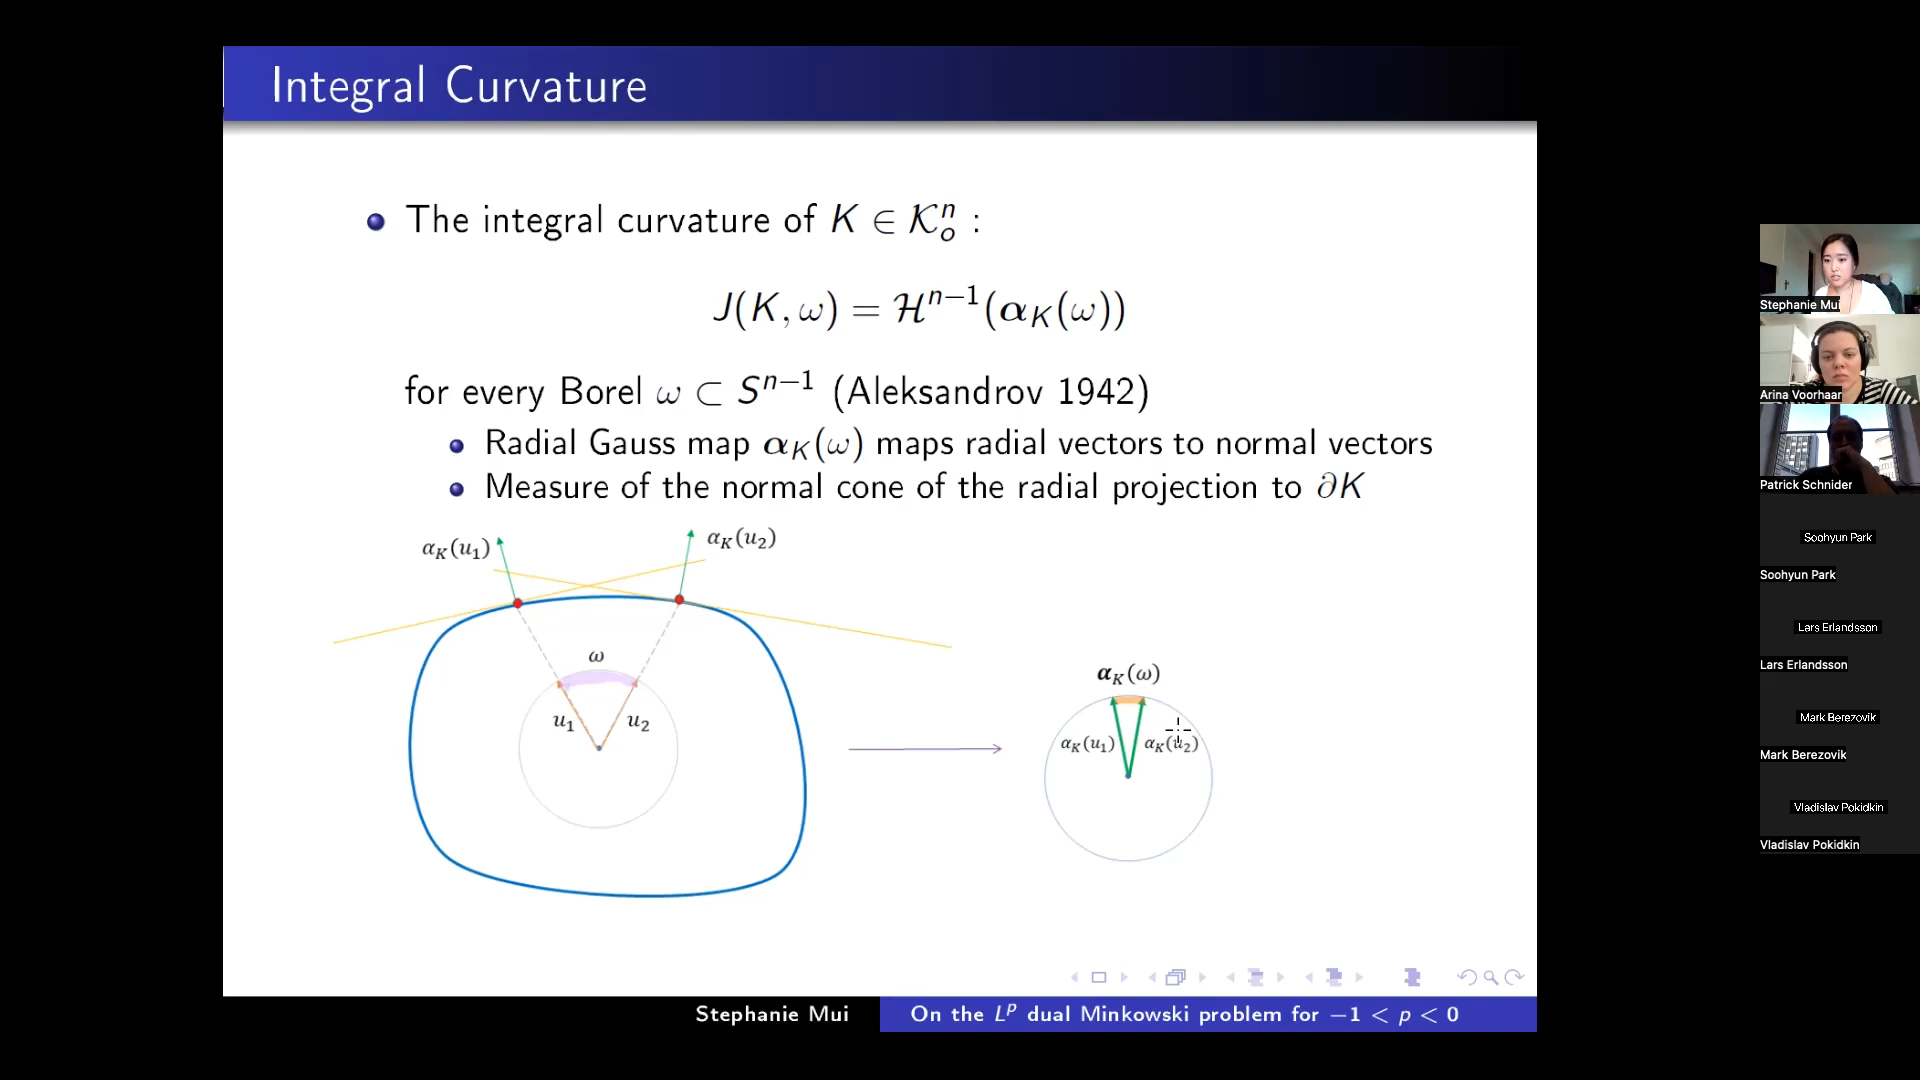 Integral Curvature
The integral curvature of K ∈ 𝒦ₒⁿ :
J(K, ω) = ℋⁿ⁻¹(𝜶_K(ω))
for every Borel ω ⊂ Sⁿ⁻¹ (Aleksandrov 1942)
Radial Gauss map 𝜶_K(ω) maps radial vectors to normal vectors
Measure of the normal cone of the radial projection to ∂K
α_K(u₁)
α_K(u₂)
ω
u₁
u₂
𝜶_K(ω)
α_K(u₁)
α_K(u₂)
Stephanie Mui
On the Lᵖ dual Minkowski problem for −1 < p < 0
Stephanie Mui
Arina Voorhaar
Patrick Schnider
Soohyun Park
Soohyun Park
Lars Erlandsson
Lars Erlandsson
Mark Berezovik
Mark Berezovik
Vladislav Pokidkin
Vladislav Pokidkin